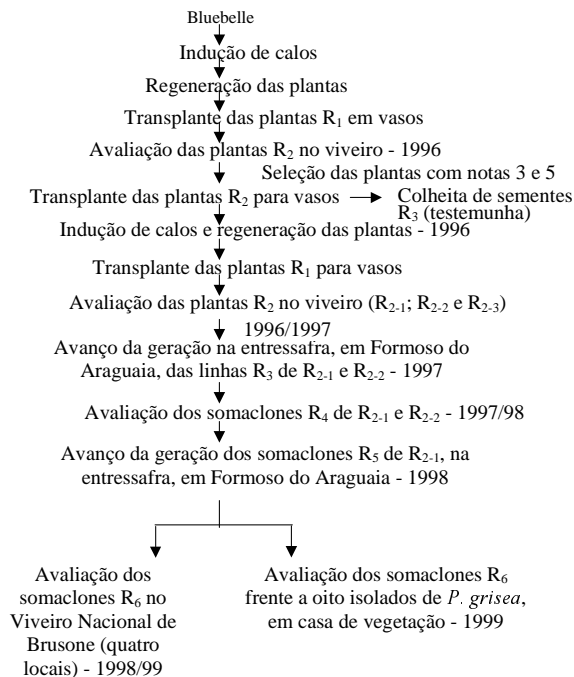 Bluebelle
Indução de calos
Regeneração das plantas
Transplante das plantas R₁ em vasos
Avaliação das plantas R₂ no viveiro - 1996
Seleção das plantas com notas 3 e 5
Transplante das plantas R₂ para vasos
Colheita de sementes
R₃ (testemunha)
Indução de calos e regeneração das plantas - 1996
Transplante das plantas R₁ para vasos
Avaliação das plantas R₂ no viveiro (R₂₋₁; R₂₋₂ e R₂₋₃)
1996/1997
Avanço da geração na entressafra, em Formoso do
Araguaia, das linhas R₃ de R₂₋₁ e R₂₋₂ - 1997
Avaliação dos somaclones R₄ de R₂₋₁ e R₂₋₂ - 1997/98
Avanço da geração dos somaclones R₅ de R₂₋₁, na
entressafra, em Formoso do Araguaia - 1998
Avaliação dos
somaclones R₆ no
Viveiro Nacional de
Brusone (quatro
locais) - 1998/99
Avaliação dos somaclones R₆
frente a oito isolados de P. grisea,
em casa de vegetação - 1999